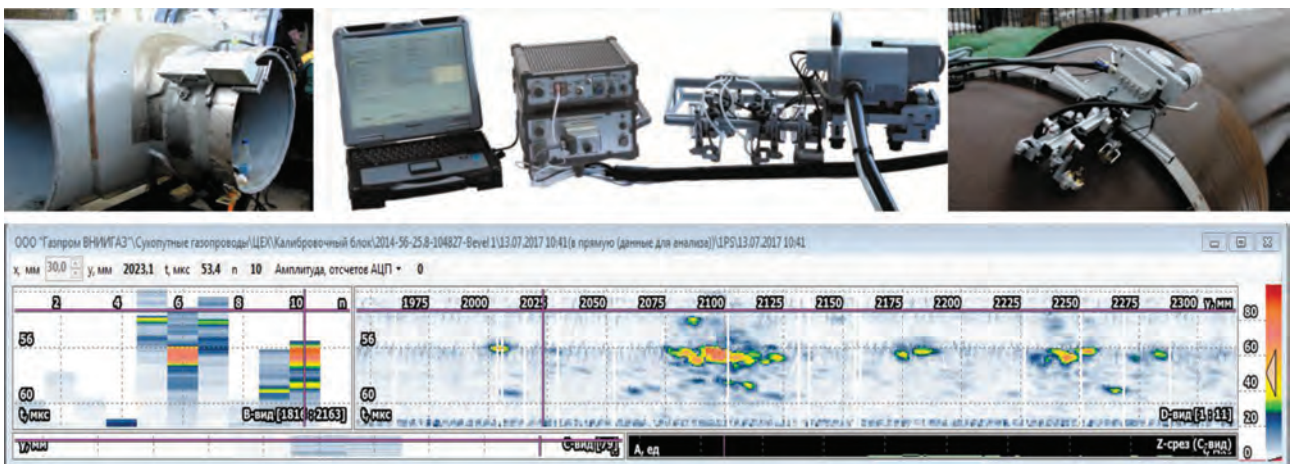 ООО "Газпром ВНИИГАЗ"\Сухопутные газопроводы\ЦЕХ\Калибровочный блок\2014-56-25.8-104827-Bevel 1\13.07.2017 10:41(в прямую (данные для анализа))\1PS\13.07.2017 10:41
x, мм 30,0 y, мм 2023,1 t, мкс 53,4 n 10 Амплитуда, отсчетов АЦП 0
2 4 6 8 10 n
56
60
t, мкс
В-вид [1810 : 2163]
1975 2000 2025 2050 2075 2100 2125 2150 2175 2200 2225 2250 2275 2300 y, мм
56
60
t, мкс
D-вид [1 : 11]
80
60
40
20
0
y, мм
С-вид [79]
А, ед
Z-срез (С-вид)